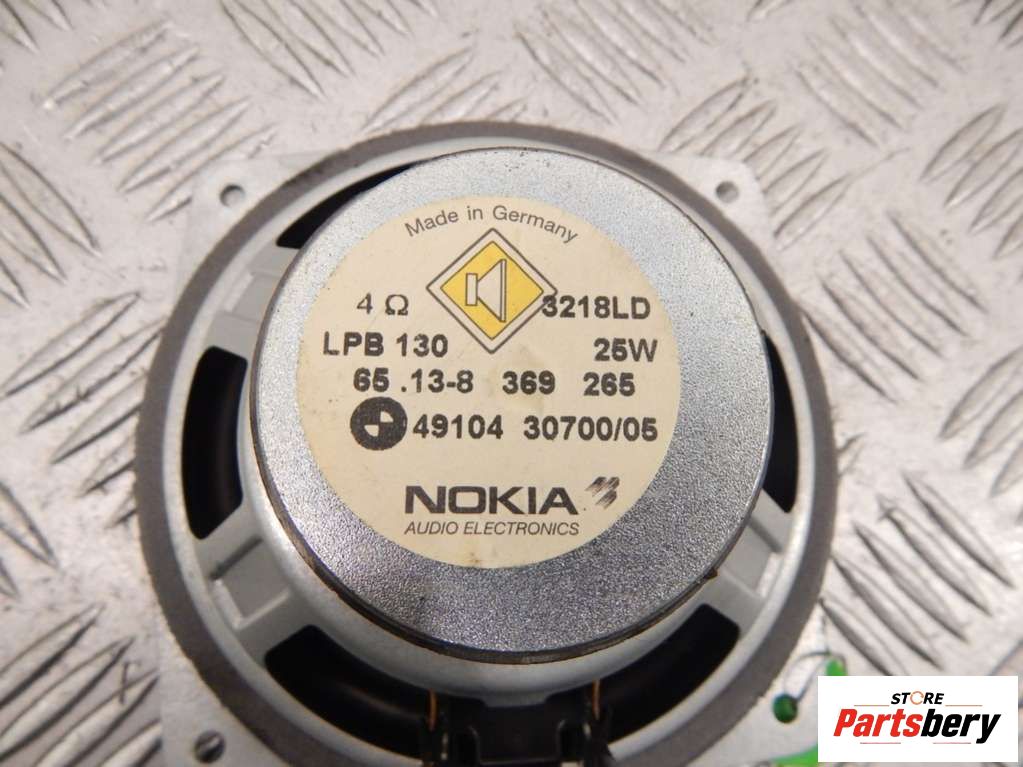 Made in Germany
4 Ω 3218LD
LPB 130 25W
65 .13-8 369 265
49104 30700/05
NOKIA
AUDIO ELECTRONICS
STORE
Partsbery